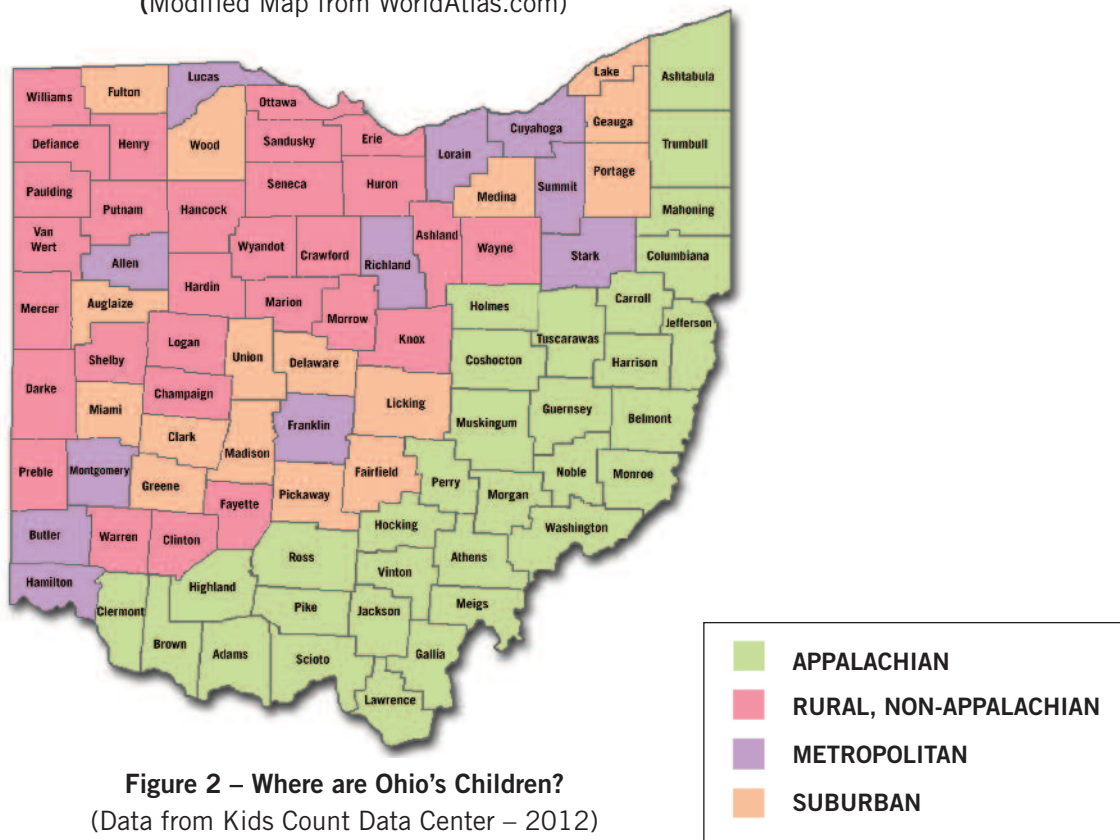 (Modified Map from WorldAtlas.com)
Lake
Ashtabula
Lucas
Williams
Fulton
Ottawa
Geauga
Cuyahoga
Defiance
Henry
Wood
Sandusky
Erie
Lorain
Trumbull
Portage
Seneca
Huron
Summit
Paulding
Medina
Putnam
Hancock
Mahoning
Van
Wert
Wyandot
Crawford
Ashland
Wayne
Stark
Columbiana
Allen
Richland
Hardin
Mercer
Auglaize
Marion
Morrow
Holmes
Carroll
Jefferson
Logan
Knox
Tuscarawas
Shelby
Union
Delaware
Coshocton
Harrison
Darke
Champaign
Licking
Miami
Franklin
Muskingum
Guernsey
Belmont
Clark
Madison
Preble
Montgomery
Greene
Fairfield
Perry
Noble
Monroe
Pickaway
Morgan
Fayette
Hocking
Washington
Butler
Warren
Clinton
Ross
Athens
Vinton
Hamilton
Highland
Clermont
Pike
Jackson
Meigs
Brown
Adams
Scioto
Gallia
Lawrence
APPALACHIAN
RURAL, NON-APPALACHIAN
METROPOLITAN
SUBURBAN
Figure 2 – Where are Ohio's Children?
(Data from Kids Count Data Center – 2012)